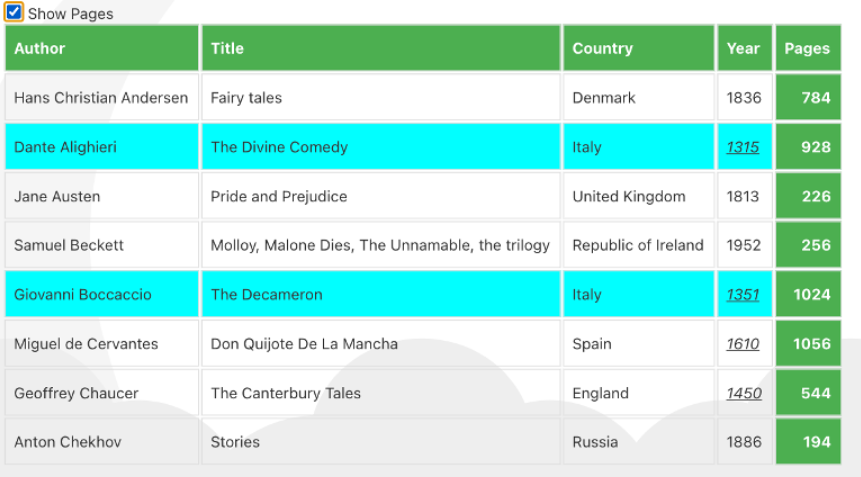 Show Pages
Author Title Country Year Pages
Hans Christian Andersen Fairy tales Denmark 1836 784
Dante Alighieri The Divine Comedy Italy 1315 928
Jane Austen Pride and Prejudice United Kingdom 1813 226
Samuel Beckett Molloy, Malone Dies, The Unnamable, the trilogy Republic of Ireland 1952 256
Giovanni Boccaccio The Decameron Italy 1351 1024
Miguel de Cervantes Don Quijote De La Mancha Spain 1610 1056
Geoffrey Chaucer The Canterbury Tales England 1450 544
Anton Chekhov Stories Russia 1886 194